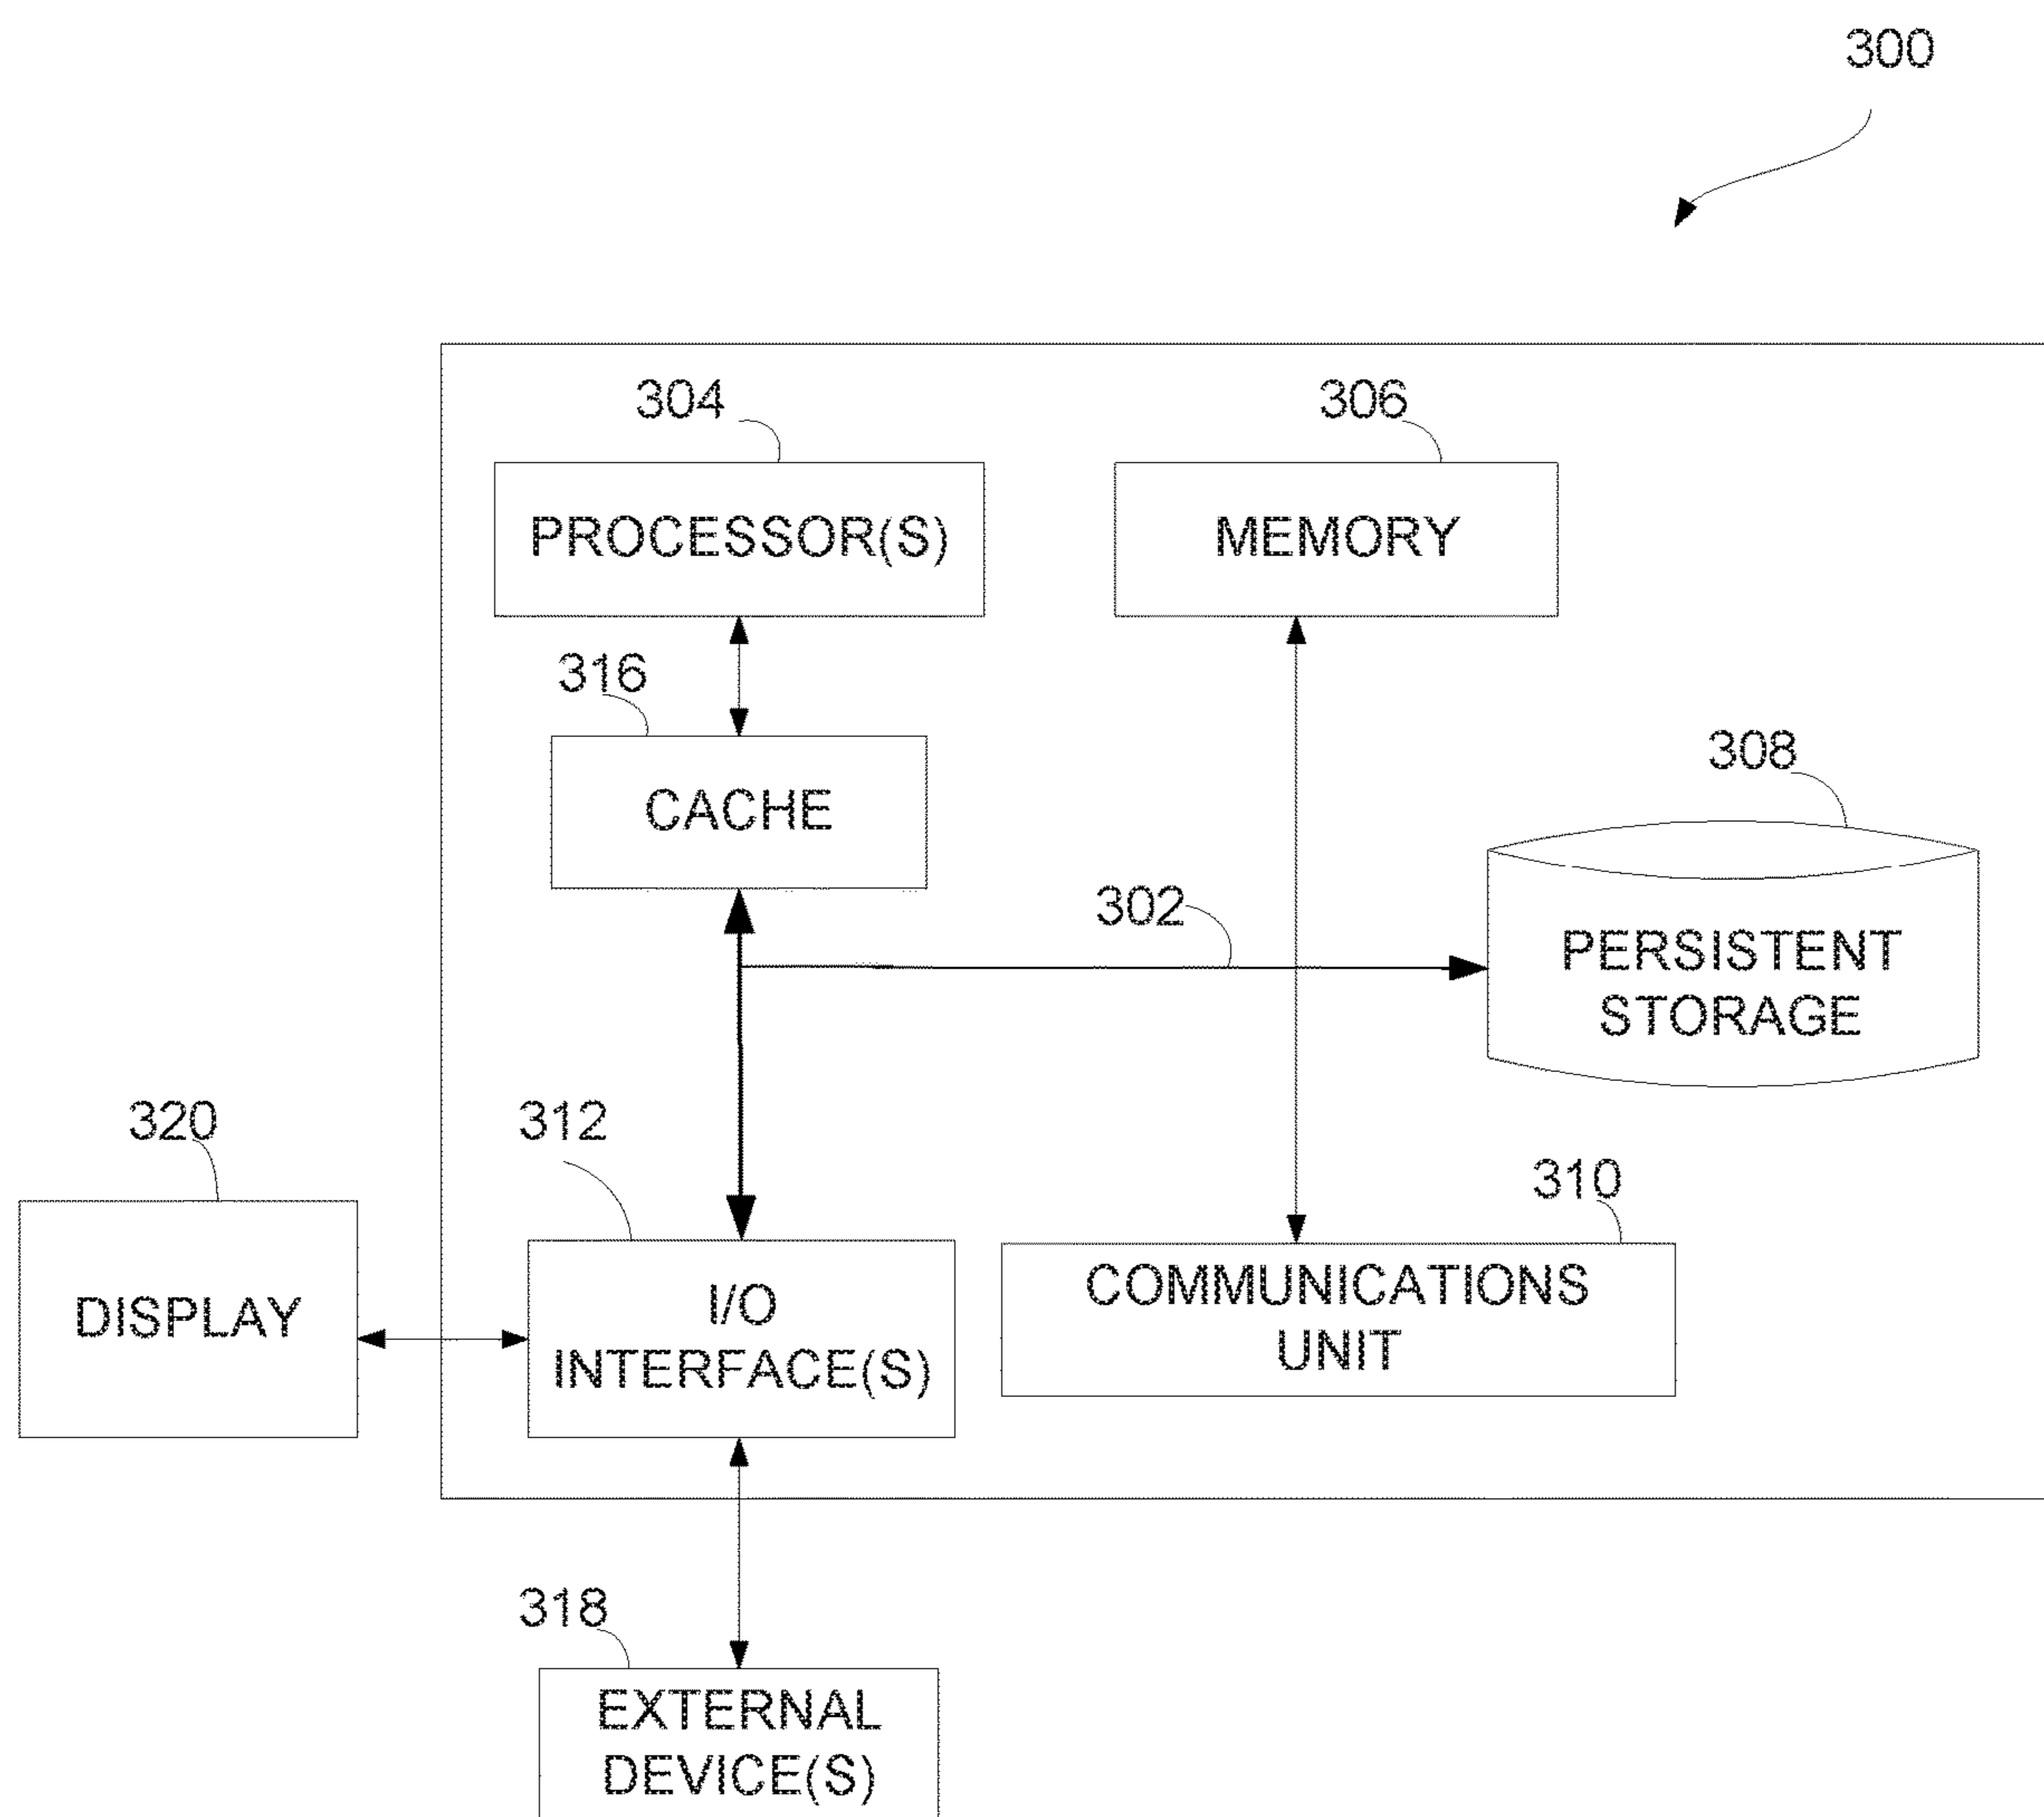 300
304
306
PROCESSOR(S)
MEMORY
316
CACHE
308
302
PERSISTENT
STORAGE
320
312
310
DISPLAY
I/O
INTERFACE(S)
COMMUNICATIONS
UNIT
318
EXTERNAL
DEVICE(S)